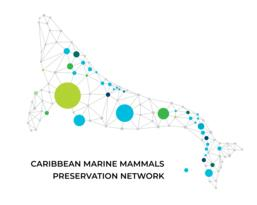 CARIBBEAN MARINE MAMMALS
PRESERVATION NETWORK